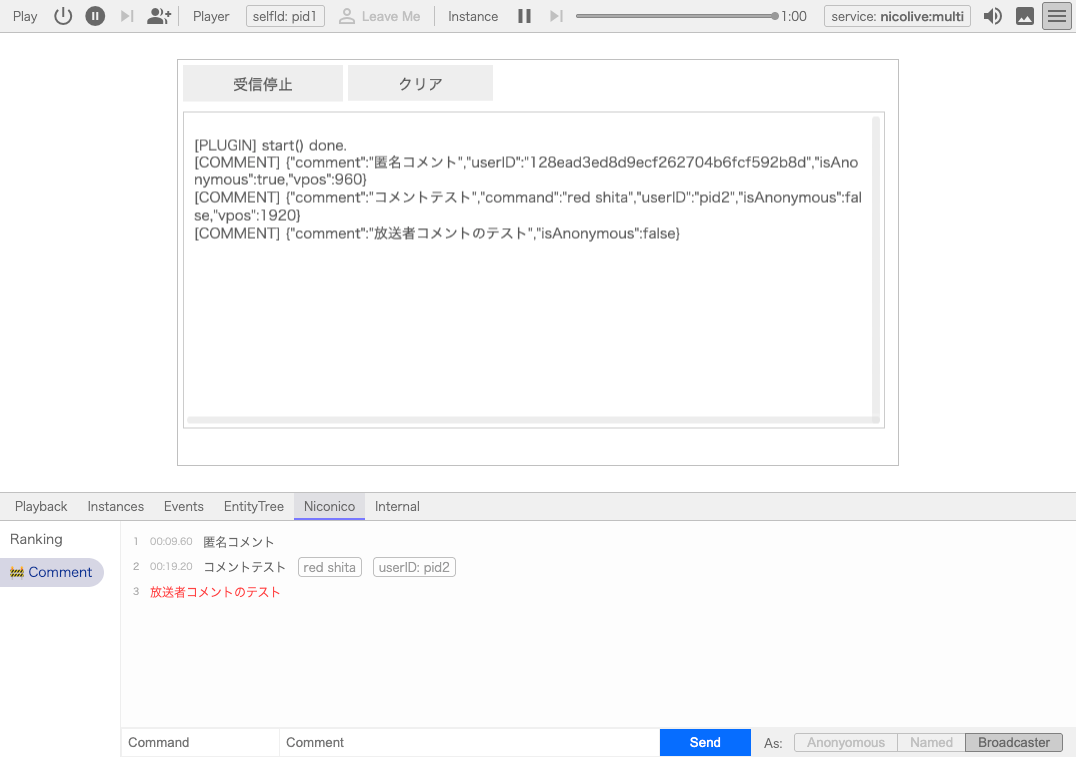 Play Player selfId: pid1 Leave Me Instance 1:00 service: nicolive:multi
受信停止 クリア
[PLUGIN] start() done.
[COMMENT] {"comment":"匿名コメント","userID":"128ead3ed8d9ecf262704b6fcf592b8d","isAno
nymous":true,"vpos":960}
[COMMENT] {"comment":"コメントテスト","command":"red shita","userID":"pid2","isAnonymous":fal
se,"vpos":1920}
[COMMENT] {"comment":"放送者コメントのテスト","isAnonymous":false}
Playback Instances Events EntityTree Niconico Internal
Ranking
Comment
1 00:09.60 匿名コメント
2 00:19.20 コメントテスト red shita userID: pid2
3 放送者コメントのテスト
Command Comment Send As: Anonyomous Named Broadcaster